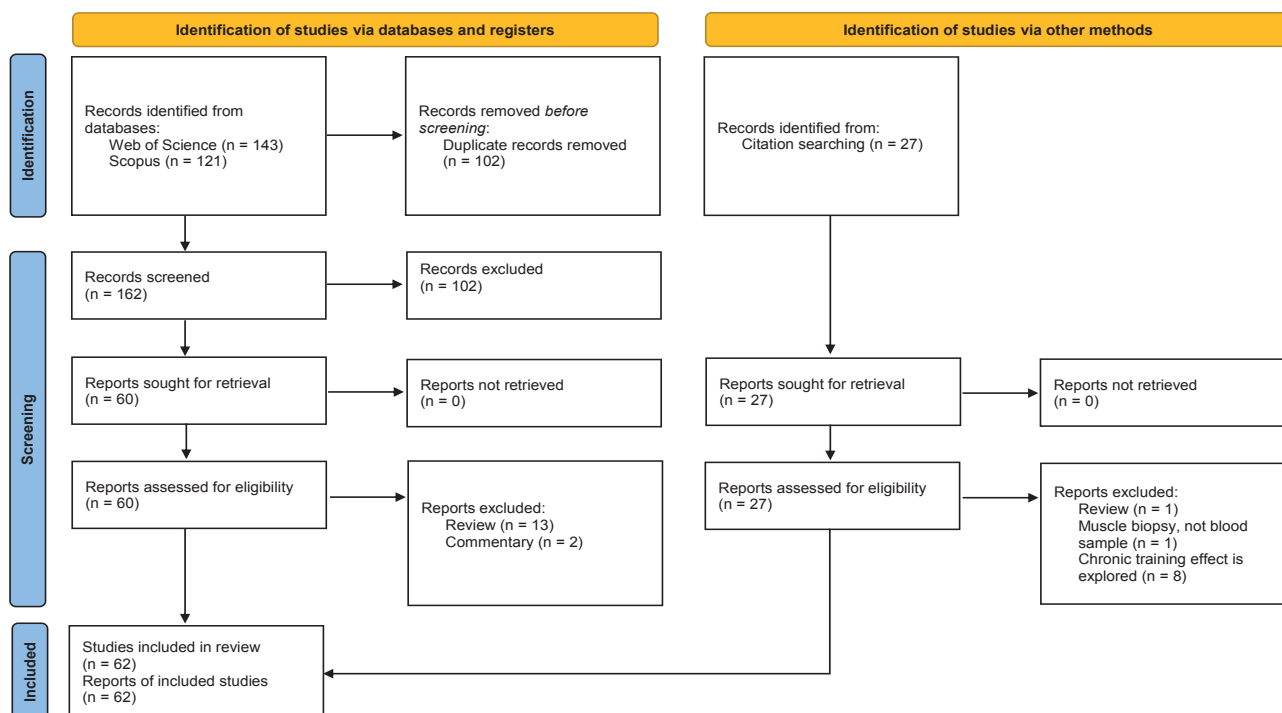 Identification of studies via databases and registers
Identification of studies via other methods
Identification
Records identified from
databases:
Web of Science (n = 143)
Scopus (n = 121)
Records removed before
screening:
Duplicate records removed
(n = 102)
Records identified from:
Citation searching (n = 27)
Screening
Records screened
(n = 162)
Records excluded
(n = 102)
Reports sought for retrieval
(n = 60)
Reports not retrieved
(n = 0)
Reports sought for retrieval
(n = 27)
Reports not retrieved
(n = 0)
Reports assessed for eligibility
(n = 60)
Reports excluded:
Review (n = 13)
Commentary (n = 2)
Reports assessed for eligibility
(n = 27)
Reports excluded:
Review (n = 1)
Muscle biopsy, not blood
sample (n = 1)
Chronic training effect is
explored (n = 8)
Included
Studies included in review
(n = 62)
Reports of included studies
(n = 62)